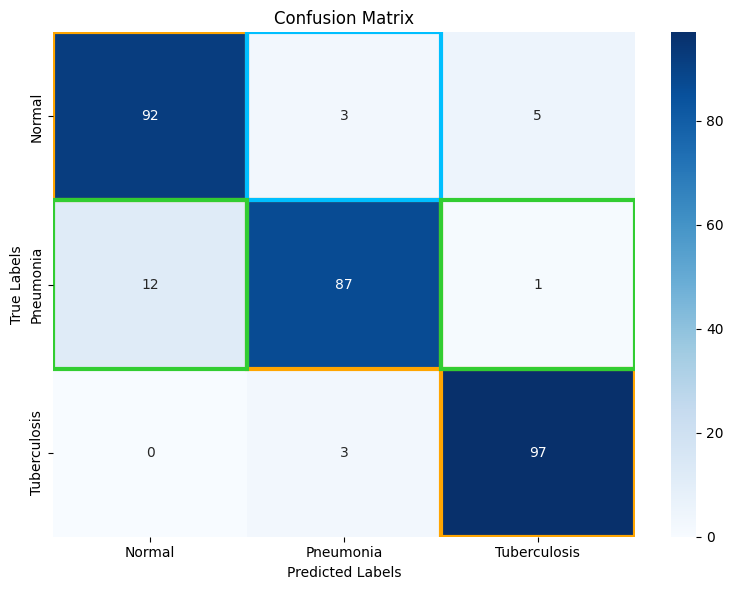 Confusion Matrix
True Labels
Normal
92
3
5
Pneumonia
12
87
1
Tuberculosis
0
3
97
Normal
Pneumonia
Tuberculosis
Predicted Labels
80
60
40
20
0